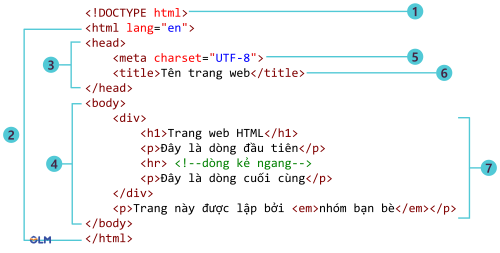 <!DOCTYPE html> 1
<html lang="en">
<head>
<meta charset="UTF-8"> 5
3 <title>Tên trang web</title> 6
</head>
<body>
<div>
<h1>Trang web HTML</h1>
2 <p>Đây là dòng đầu tiên</p>
4 <hr> <!--dòng kẻ ngang--> 7
<p>Đây là dòng cuối cùng</p>
</div>
<p>Trang này được lập bởi <em>nhóm bạn bè</em></p>
</body>
OLM </html>